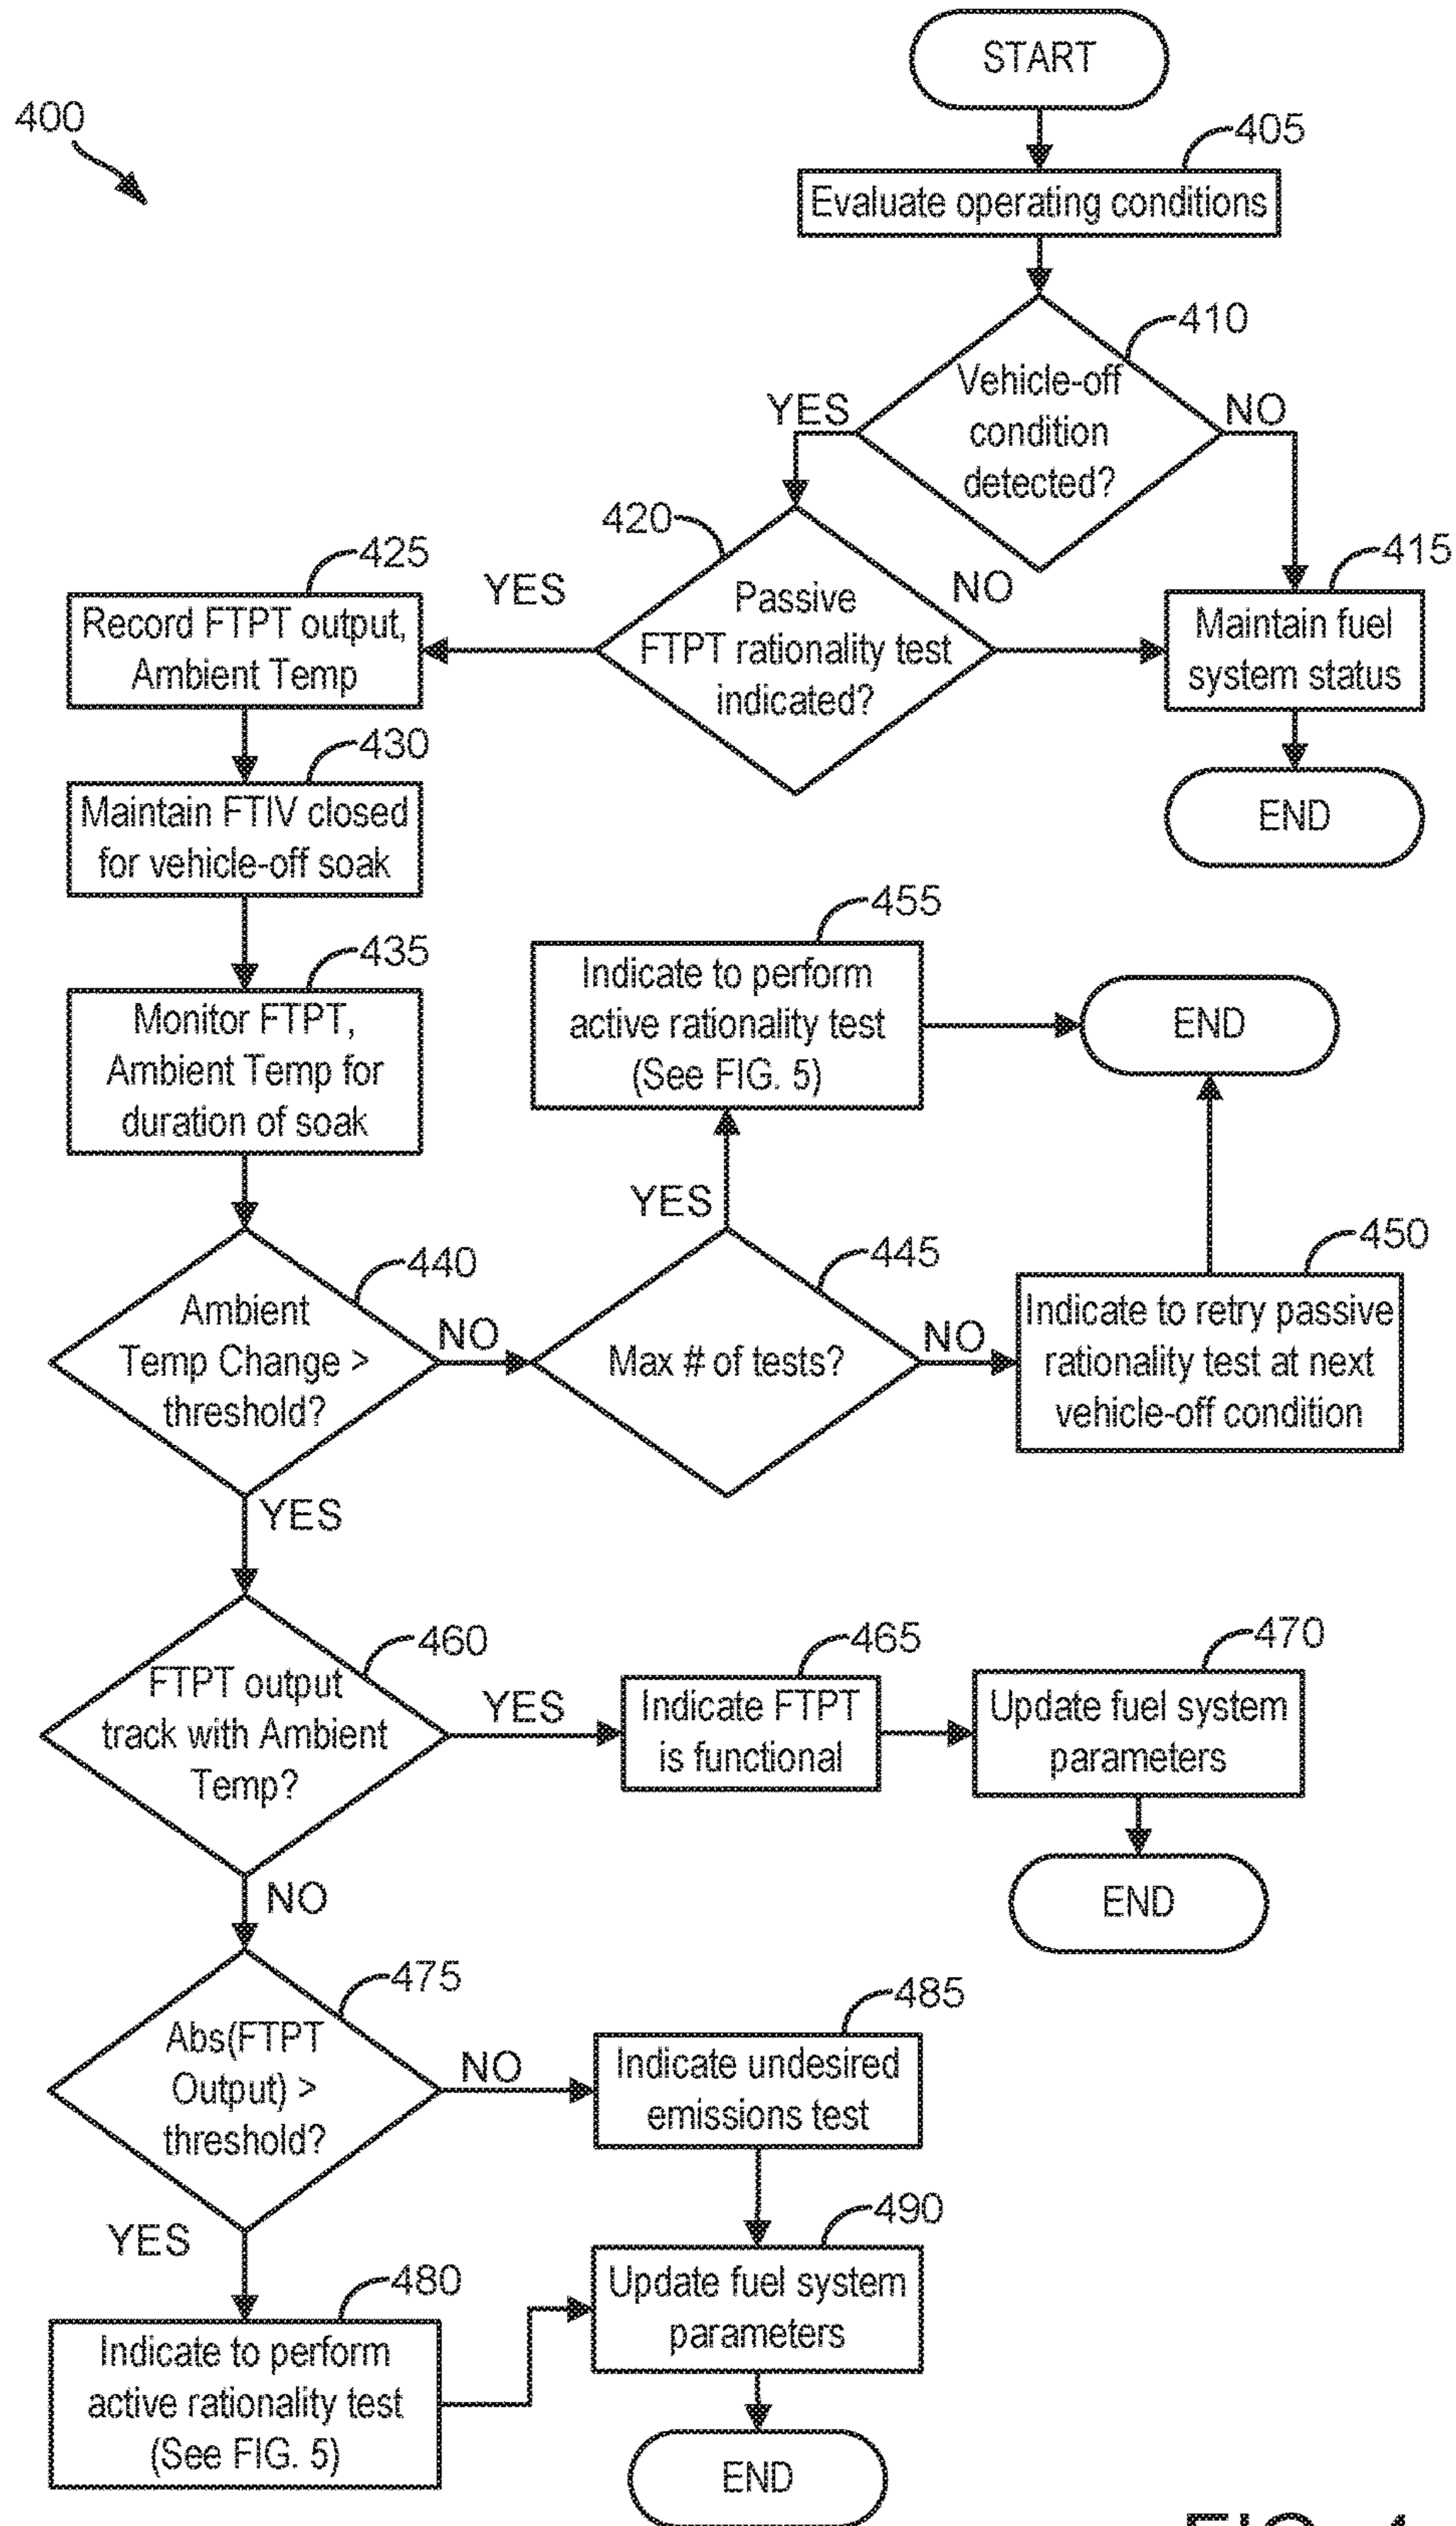 START
400
405
Evaluate operating conditions
410
Vehicle-off
condition
detected?
YES
NO
420
Passive
FTPT rationality test
indicated?
YES
NO
415
Maintain fuel
system status
END
425
Record FTPT output,
Ambient Temp
430
Maintain FTIV closed
for vehicle-off soak
435
Monitor FTPT,
Ambient Temp for
duration of soak
455
Indicate to perform
active rationality test
(See FIG. 5)
END
YES
440
Ambient
Temp Change >
threshold?
NO
445
Max # of tests?
NO
450
Indicate to retry passive
rationality test at next
vehicle-off condition
YES
460
FTPT output
track with Ambient
Temp?
YES
465
Indicate FTPT
is functional
470
Update fuel system
parameters
END
NO
475
Abs(FTPT
Output) >
threshold?
NO
485
Indicate undesired
emissions test
YES
490
Update fuel system
parameters
480
Indicate to perform
active rationality test
(See FIG. 5)
END